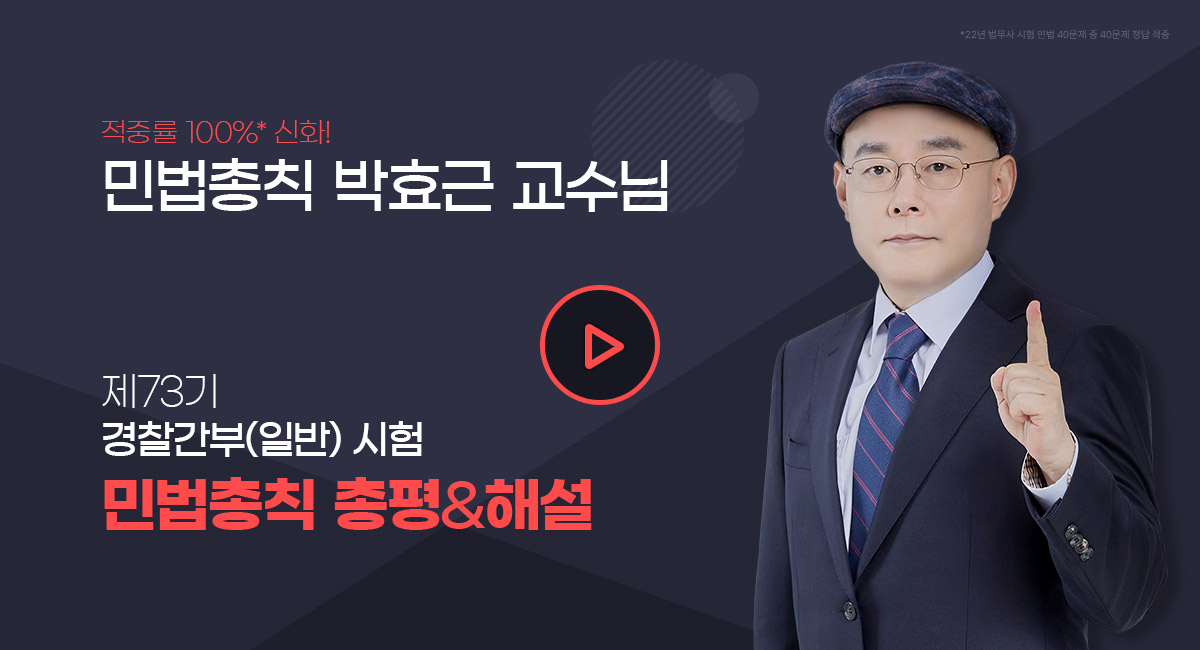 *22년 법무사 시험 민법 40문제 중 40문제 정답 적중
적중률 100%* 신화!
민법총칙 박효근 교수님
제73기
경찰간부(일반) 시험
민법총칙 총평&해설